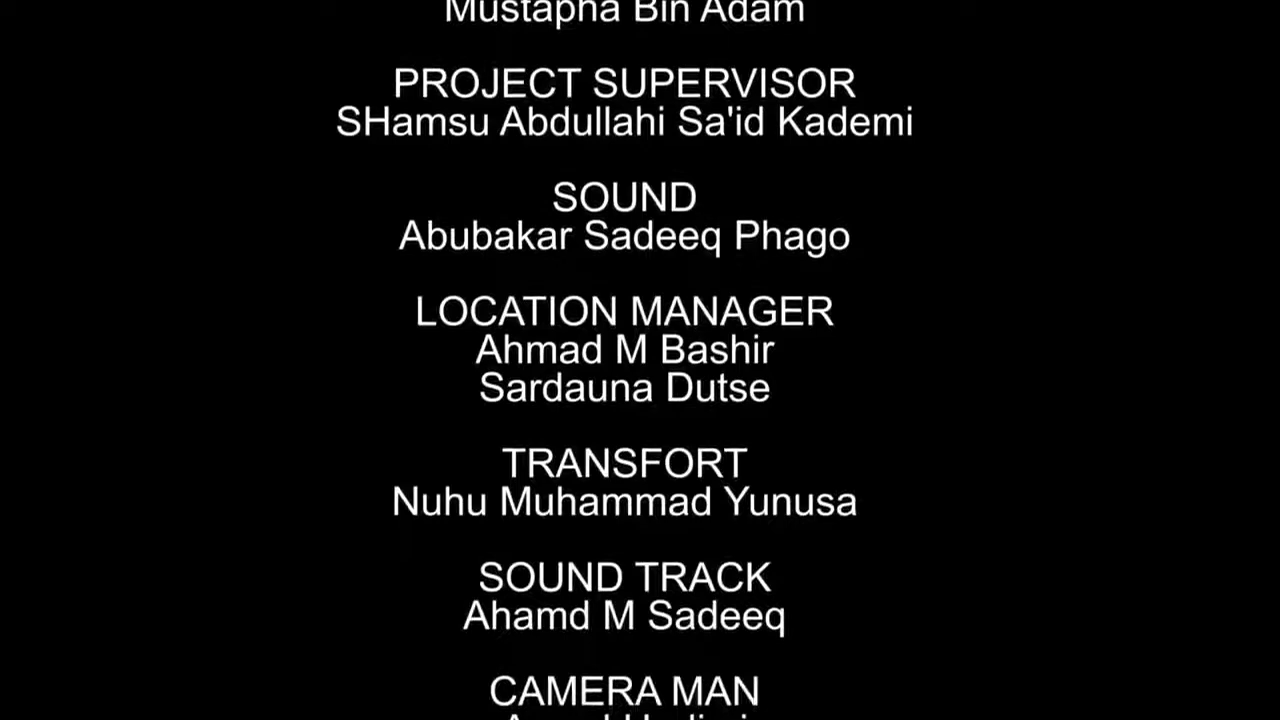 Mustapha Bin Adam
PROJECT SUPERVISOR
SHamsu Abdullahi Sa'id Kademi
SOUND
Abubakar Sadeeq Phago
LOCATION MANAGER
Ahmad M Bashir
Sardauna Dutse
TRANSFORT
Nuhu Muhammad Yunusa
SOUND TRACK
Ahamd M Sadeeq
CAMERA MAN